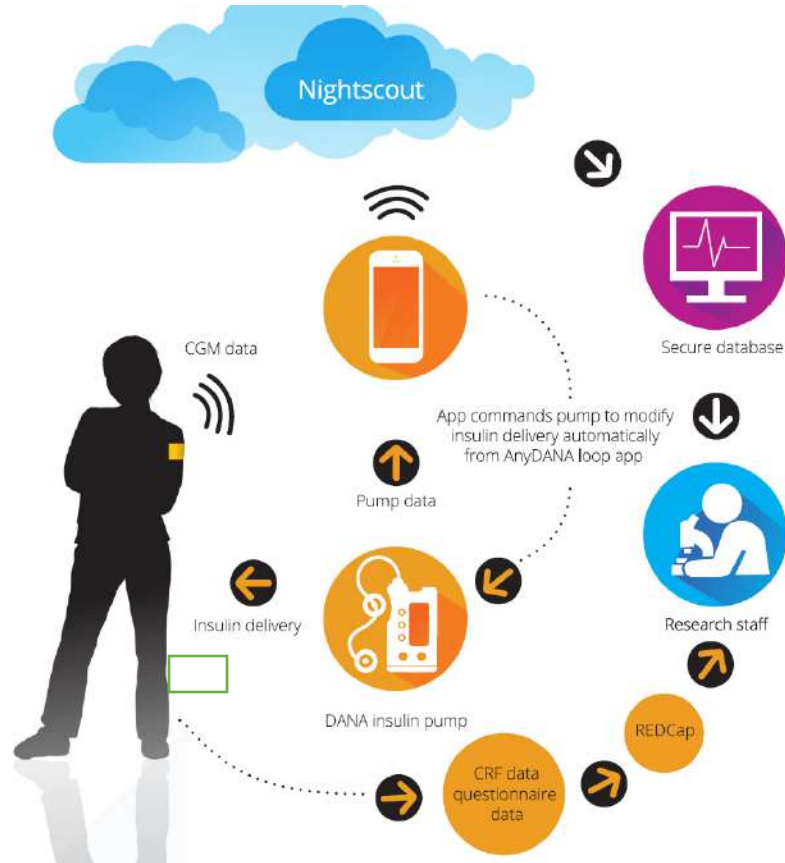 Nightscout
CGM data
Secure database
App commands pump to modify
insulin delivery automatically
from AnyDANA loop app
Pump data
Insulin delivery
Research staff
DANA insulin pump
REDCap
CRF data
questionnaire
data